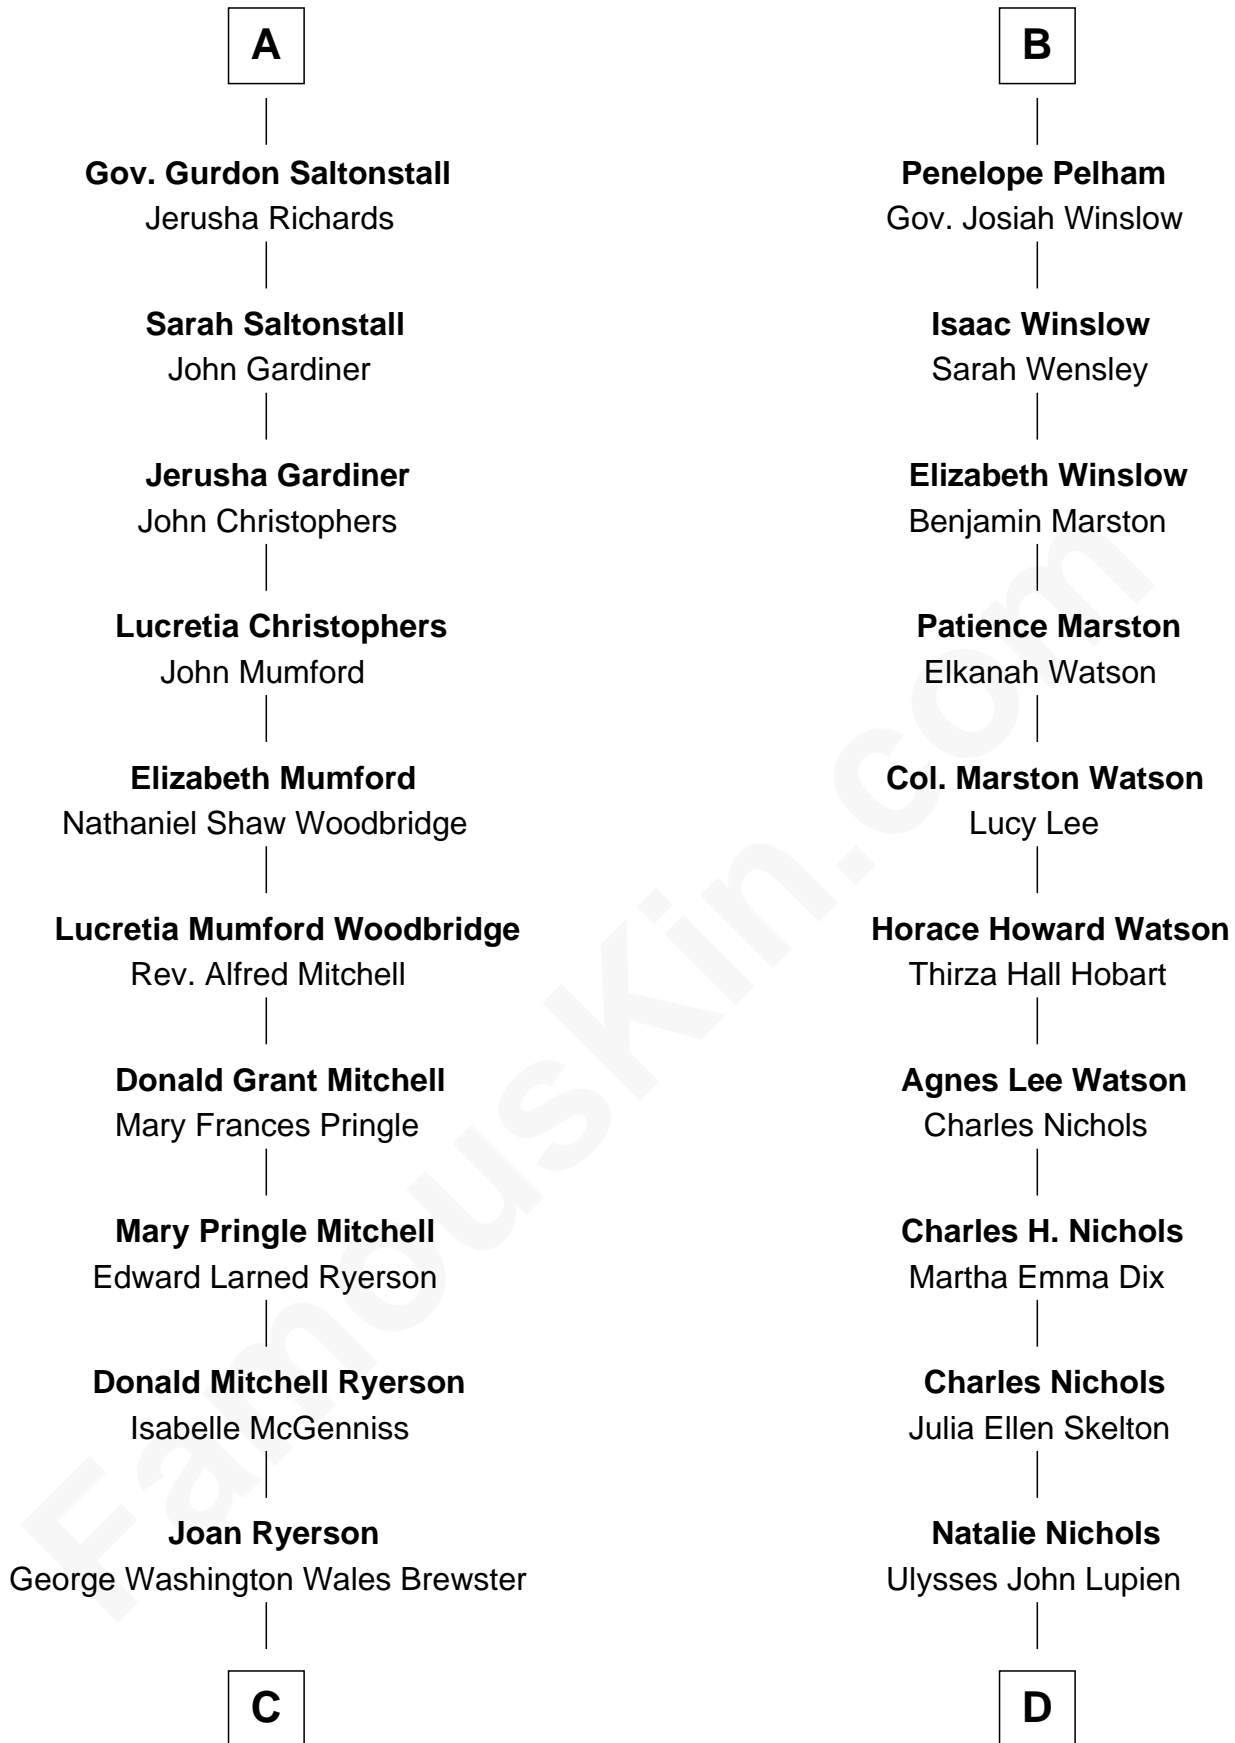 A
Gov. Gurdon Saltonstall
Jerusha Richards
Sarah Saltonstall
John Gardiner
Jerusha Gardiner
John Christophers
Lucretia Christophers
John Mumford
Elizabeth Mumford
Nathaniel Shaw Woodbridge
Lucretia Mumford Woodbridge
Rev. Alfred Mitchell
Donald Grant Mitchell
Mary Frances Pringle
Mary Pringle Mitchell
Edward Larned Ryerson
Donald Mitchell Ryerson
Isabelle McGenniss
Joan Ryerson
George Washington Wales Brewster
C
B
Penelope Pelham
Gov. Josiah Winslow
Isaac Winslow
Sarah Wensley
Elizabeth Winslow
Benjamin Marston
Patience Marston
Elkanah Watson
Col. Marston Watson
Lucy Lee
Horace Howard Watson
Thirza Hall Hobart
Agnes Lee Watson
Charles Nichols
Charles H. Nichols
Martha Emma Dix
Charles Nichols
Julia Ellen Skelton
Natalie Nichols
Ulysses John Lupien
D
FamousKin.com